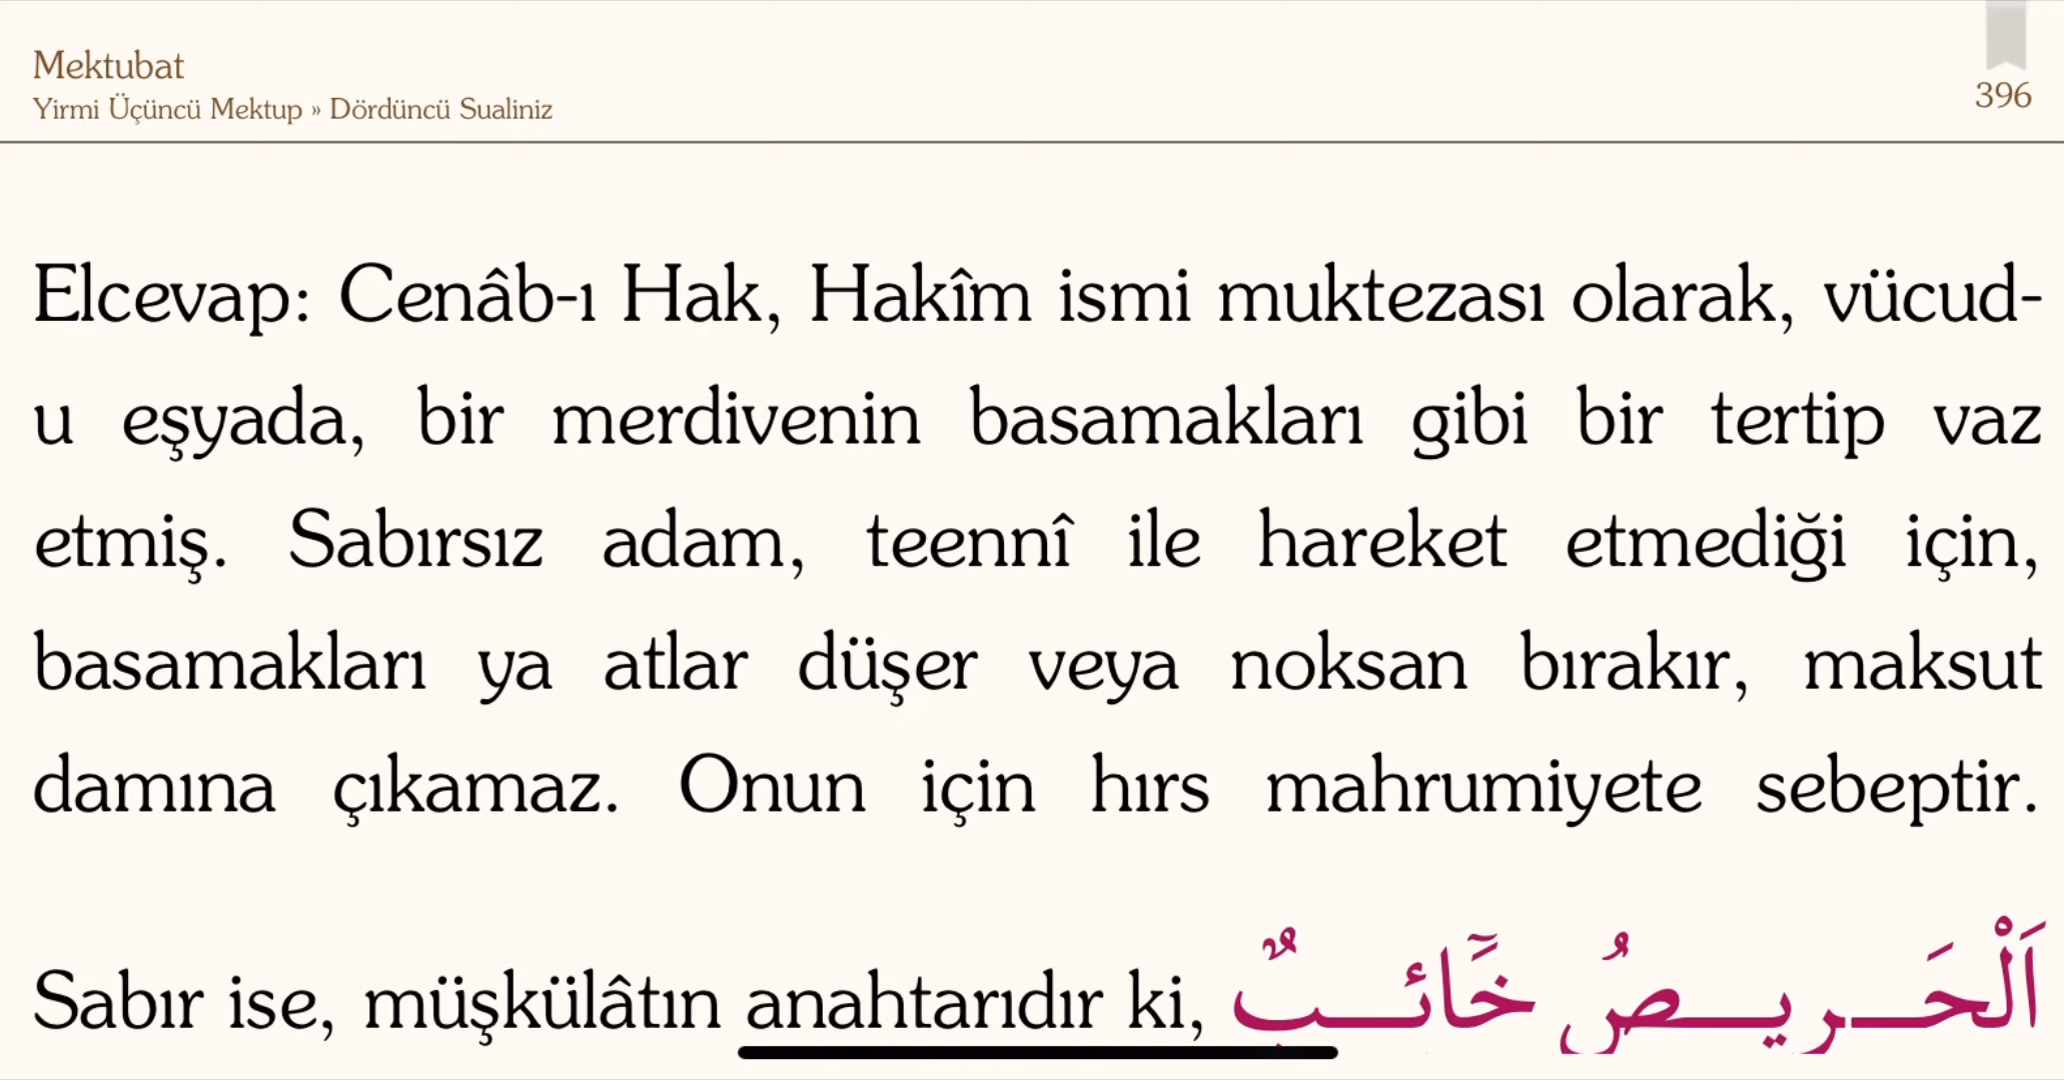 Mektubat
Yirmi Üçüncü Mektup » Dördüncü Sualiniz
396
Elcevap: Cenâb-ı Hak, Hakîm ismi muktezası olarak, vücud-
u eşyada, bir merdivenin basamakları gibi bir tertip vaz
etmiş. Sabırsız adam, teennî ile hareket etmediği için,
basamakları ya atlar düşer veya noksan bırakır, maksut
damına çıkamaz. Onun için hırs mahrumiyete sebeptir.
Sabır ise, müşkülâtın anahtarıdır ki, اَلْحَرِيصُ خَٓائِبٌ